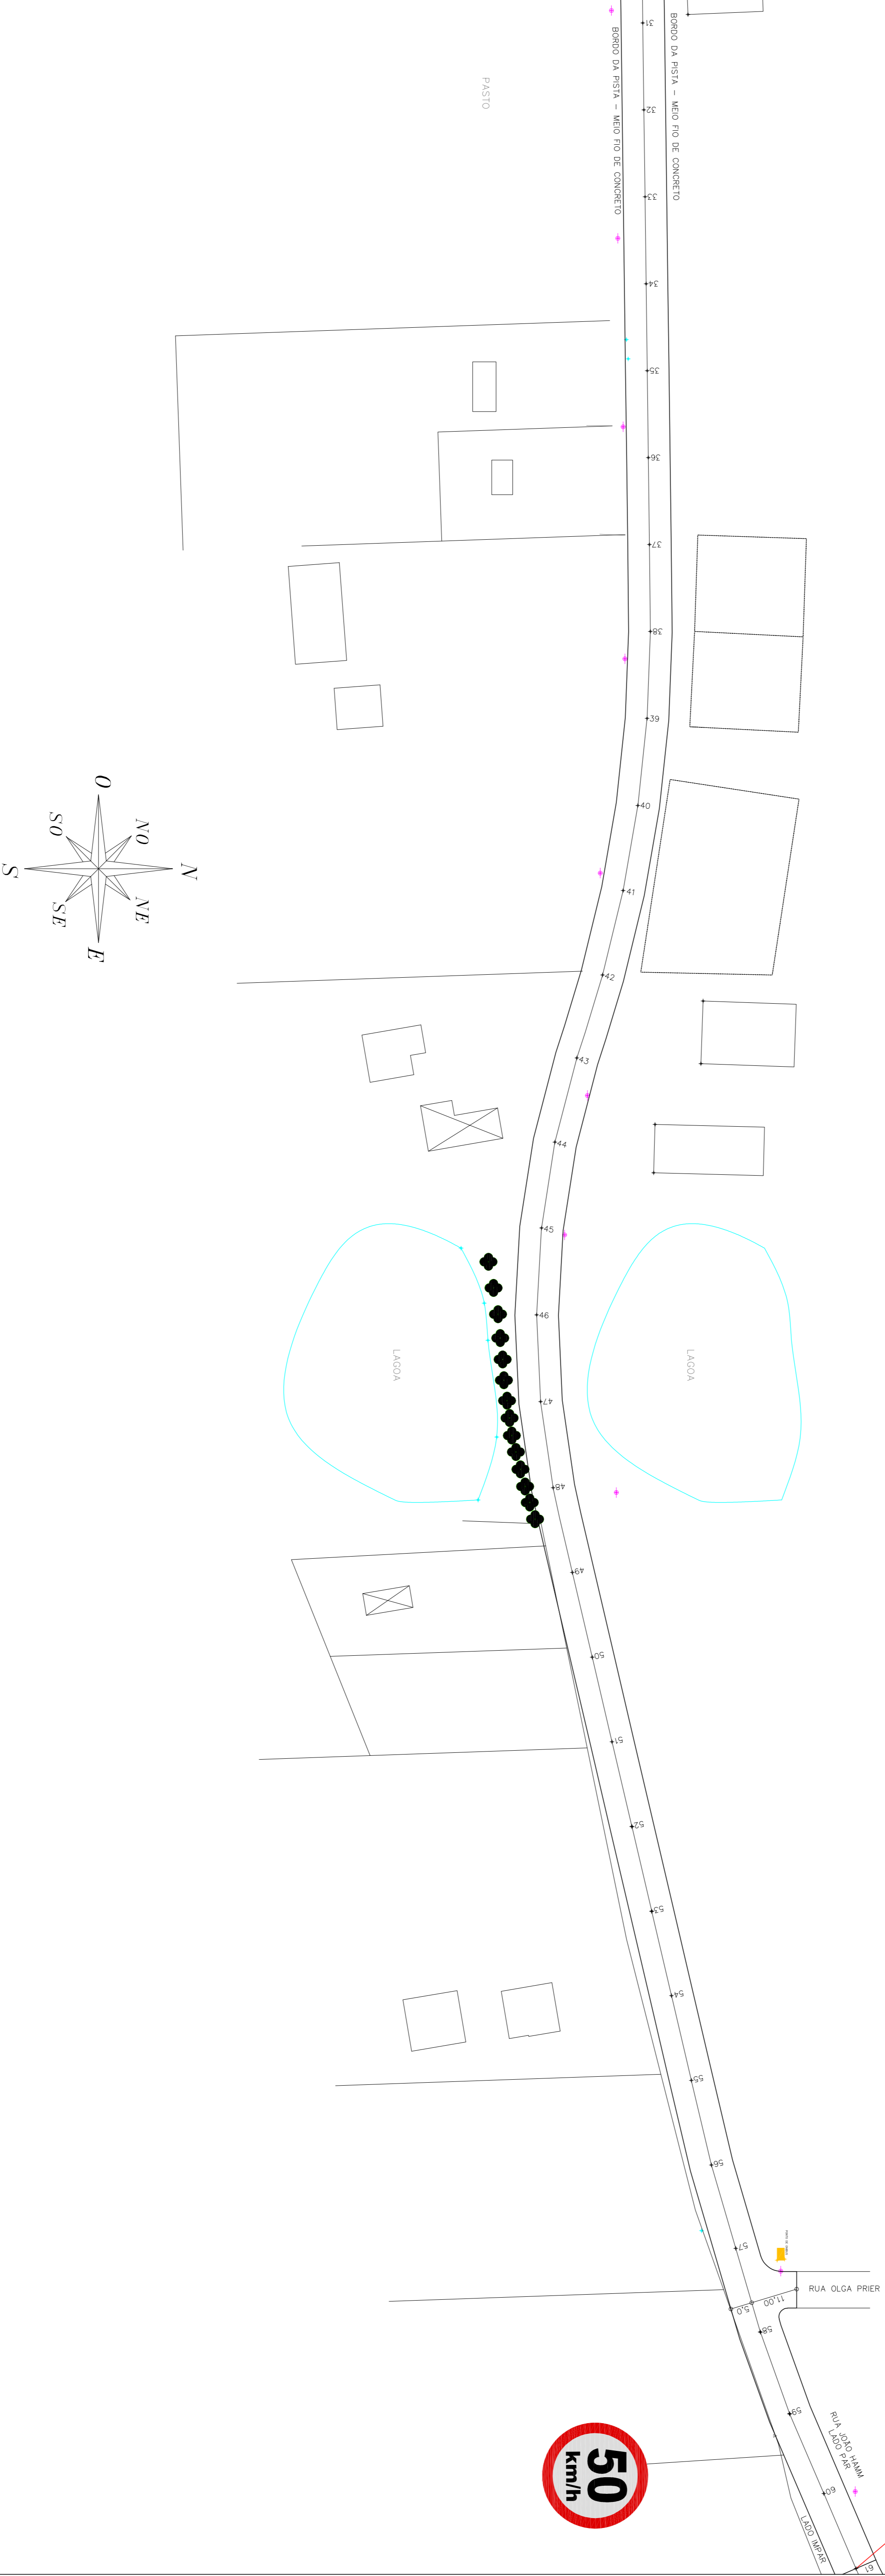 BORDO DA PISTA - MEIO FIO DE CONCRETO
BORDO DA PISTA - MEIO FIO DE CONCRETO
PASTO
31
32
33
34
35
36
37
38
39
40
41
42
43
44
45
46
47
48
49
50
51
52
53
54
55
56
57
58
59
60
61
O
NO
N
NE
E
SE
S
SO
LAGOA
LAGOA
RUA OLGA PRIER
11,00
5,0
RUA JOÃO HAMM
LADO PAR
LADO IMPAR
50
km/h